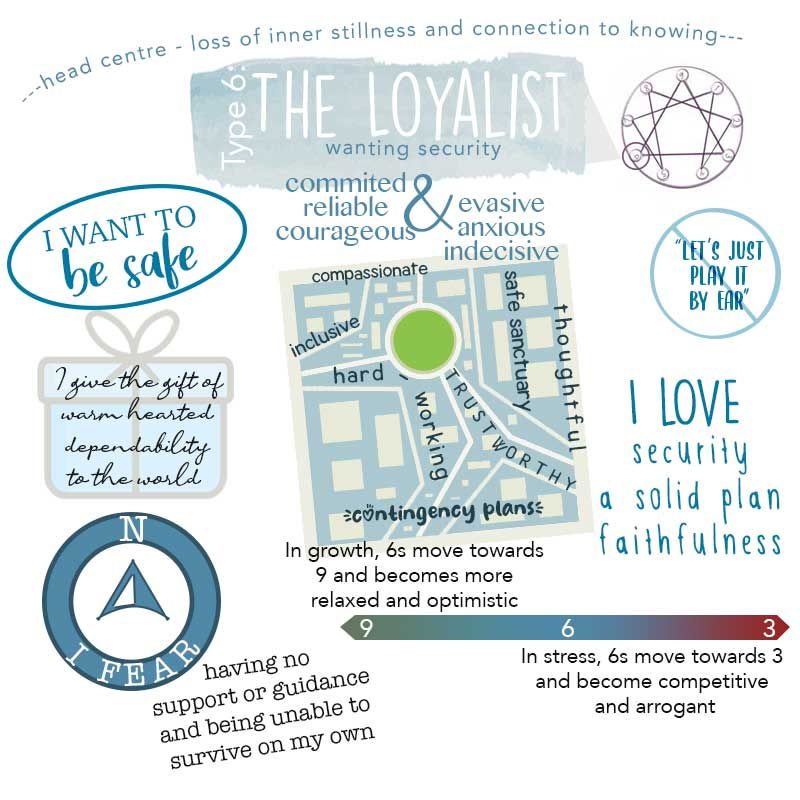 ---head centre - loss of inner stillness and connection to knowing---
Type 6:
THE LOYALIST
wanting security
commited
reliable
courageous
&
evasive
anxious
indecisive
I WANT TO
be safe
"LET'S JUST
PLAY IT
BY EAR"
compassionate
inclusive
hard
working
safe sanctuary
thoughtful
TRUSTWORTHY
contingency plans
I give the gift of
warm hearted
dependability
to the world
I LOVE
security
a solid plan
faithfulness
N
I FEAR
having no
support or guidance
and being unable to
survive on my own
In growth, 6s move towards
9 and becomes more
relaxed and optimistic
9 6 3
In stress, 6s move towards 3
and become competitive
and arrogant